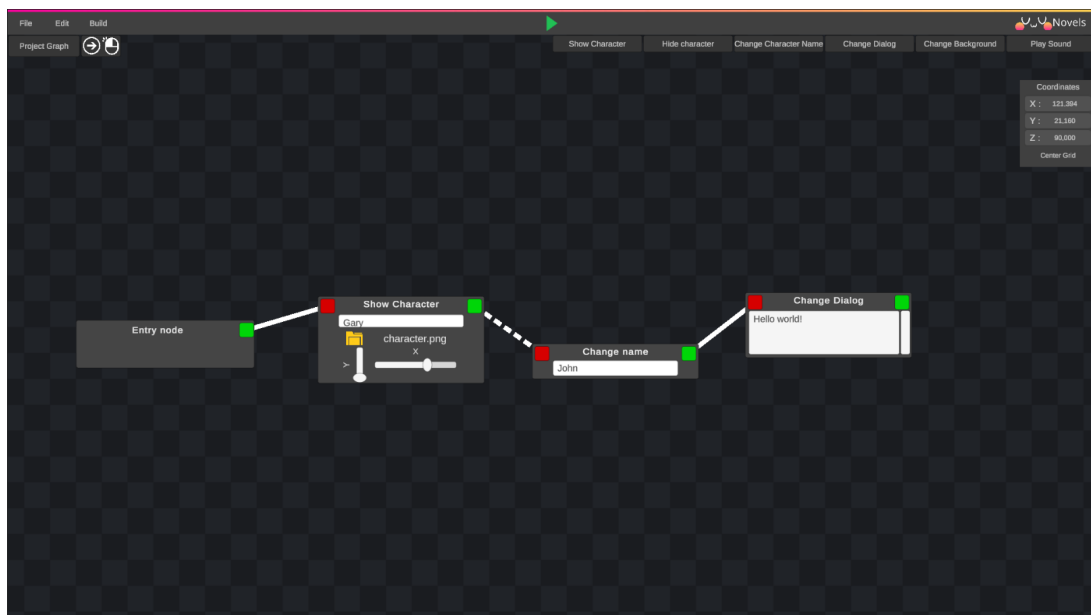 File Edit Build
UwU Novels
Project Graph
Show Character Hide character Change Character Name Change Dialog Change Background Play Sound
Coordinates
X : 121.394
Y : 21,160
Z : 90,000
Center Grid
Entry node
Show Character
Gary
character.png
X
Y
Change name
John
Change Dialog
Hello world!